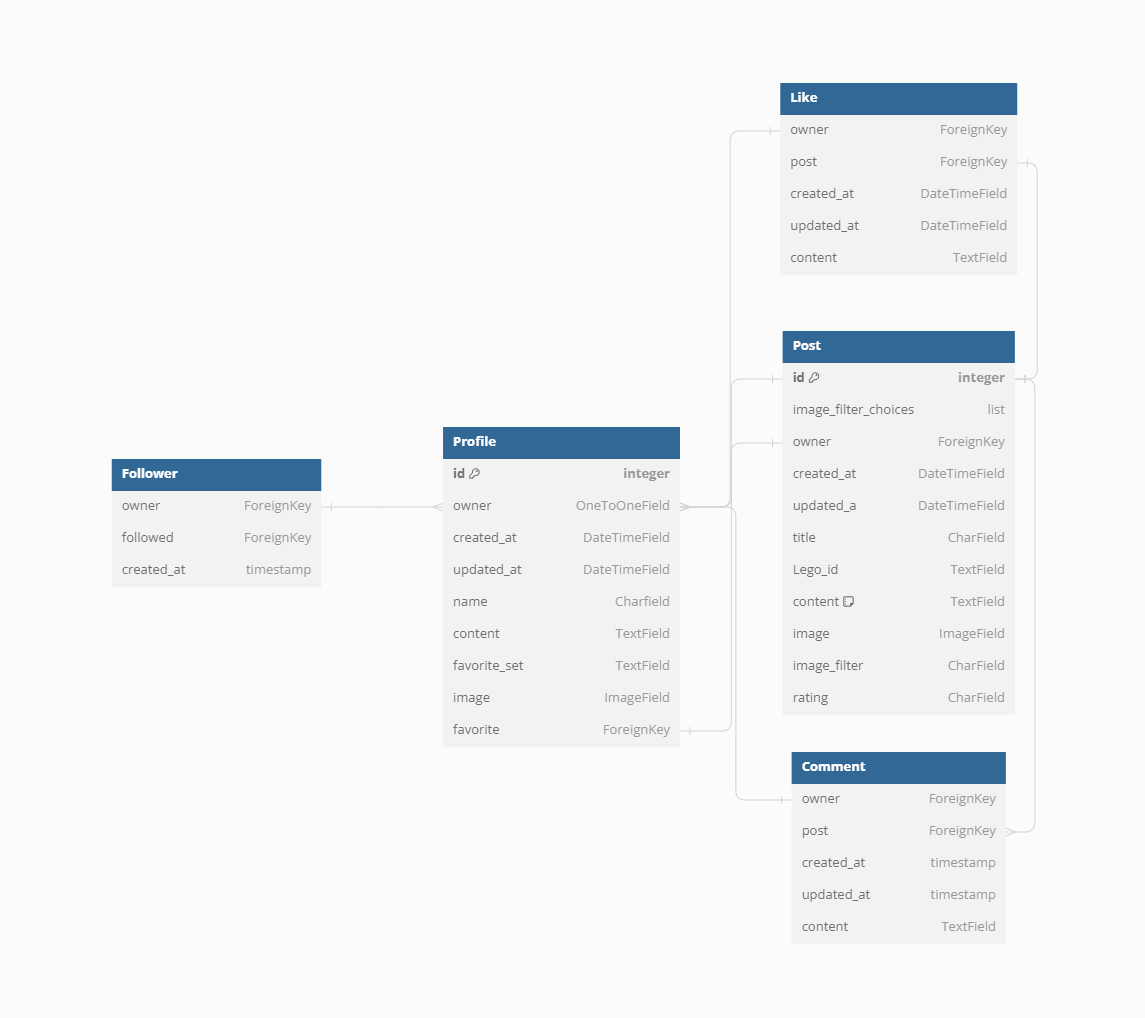 Like
owner ForeignKey
post ForeignKey
created_at DateTimeField
updated_at DateTimeField
content TextField
Post
id integer
image_filter_choices list
owner ForeignKey
created_at DateTimeField
updated_a DateTimeField
title CharField
Lego_id TextField
content TextField
image ImageField
image_filter CharField
rating CharField
Profile
id integer
owner OneToOneField
created_at DateTimeField
updated_at DateTimeField
name Charfield
content TextField
favorite_set TextField
image ImageField
favorite ForeignKey
Follower
owner ForeignKey
followed ForeignKey
created_at timestamp
Comment
owner ForeignKey
post ForeignKey
created_at timestamp
updated_at timestamp
content TextField